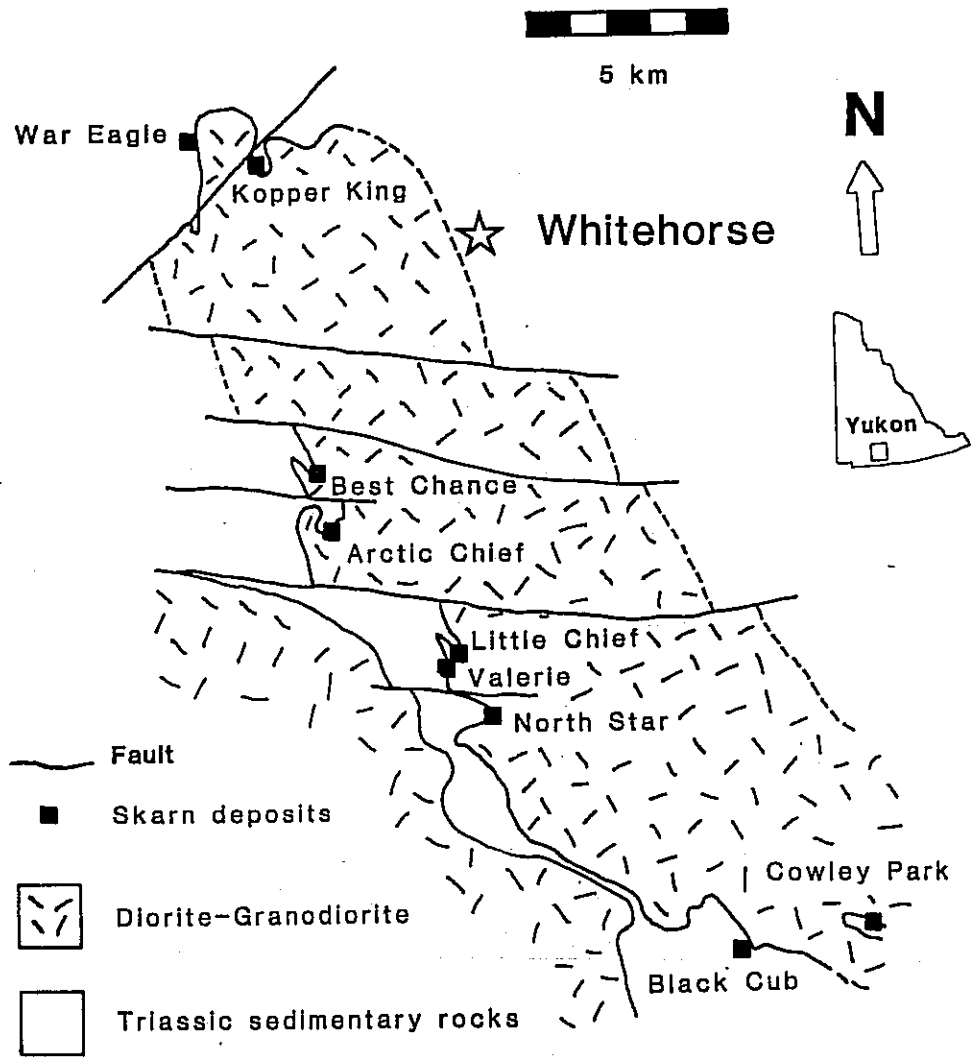 5 km
N
War Eagle
Kopper King
Whitehorse
Yukon
Best Chance
Arctic Chief
Little Chief
Valerie
North Star
Fault
Skarn deposits
Cowley Park
Diorite-Granodiorite
Black Cub
Triassic sedimentary rocks